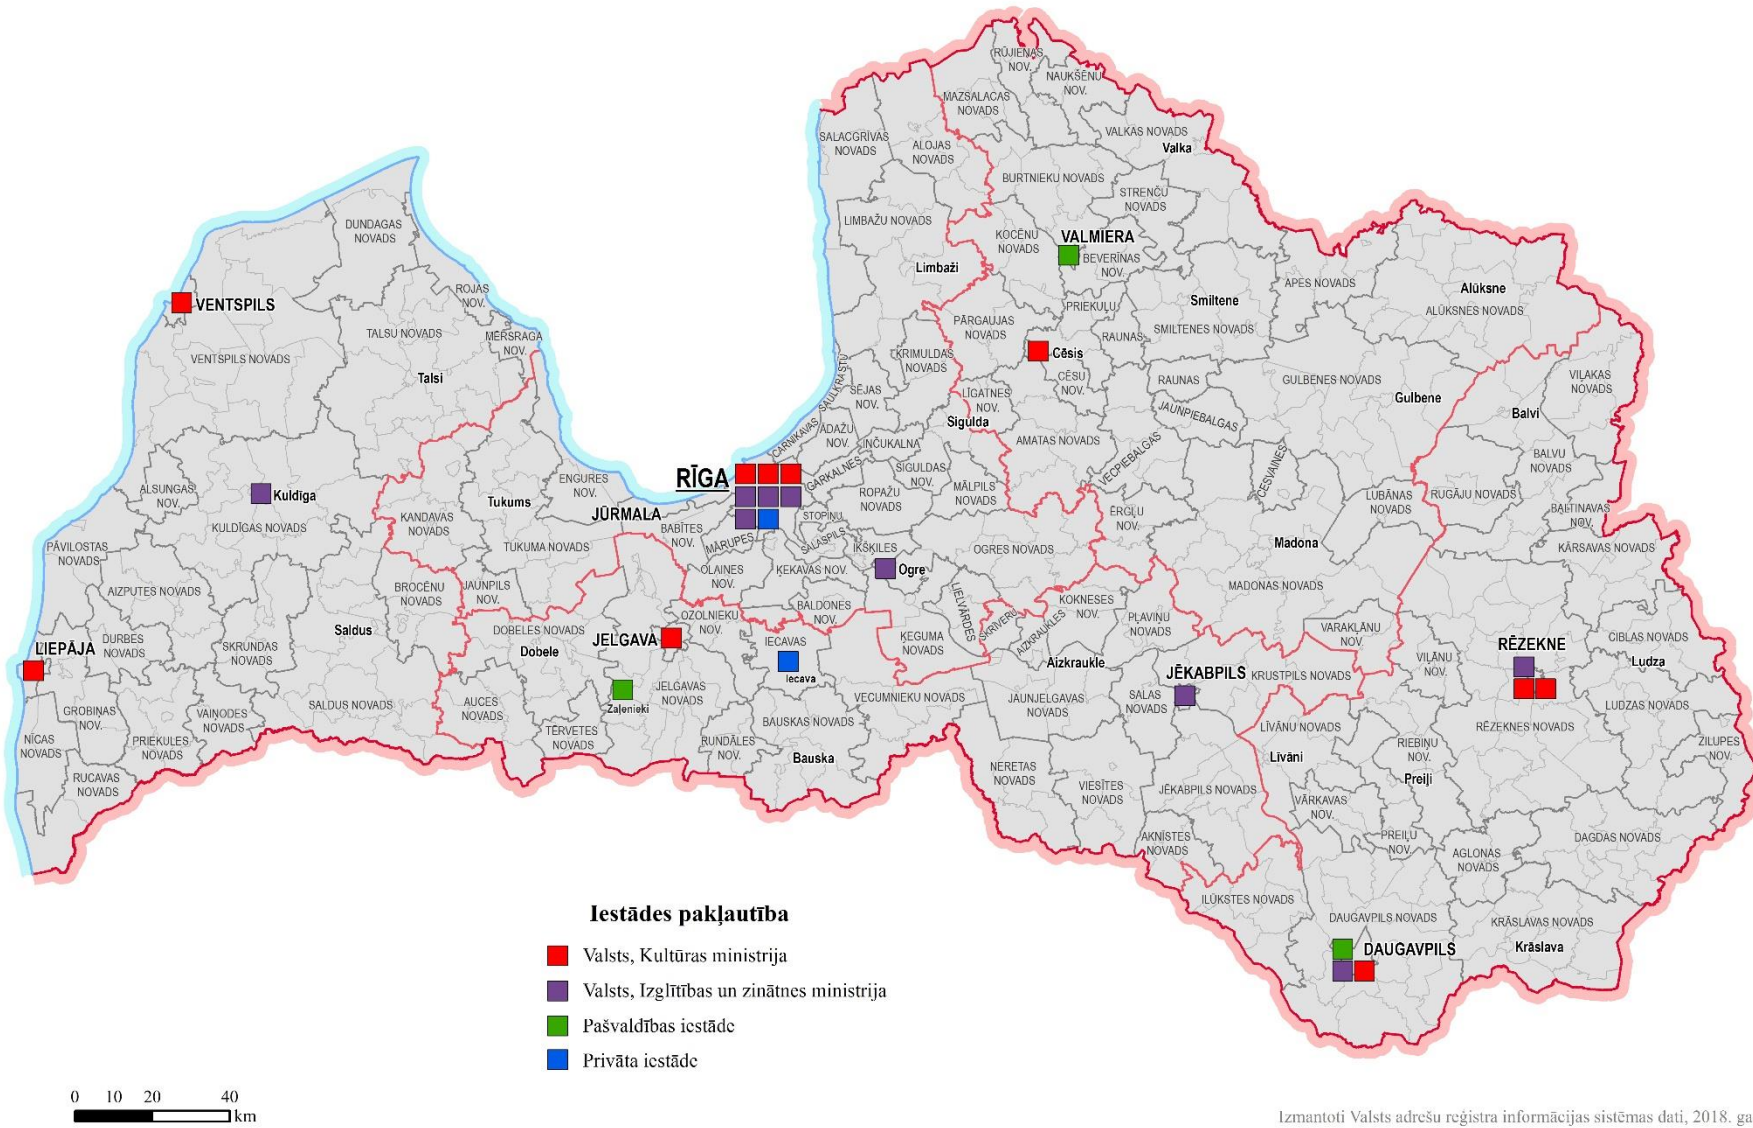 RŪJIENAS
NOV.
NAUKŠĒNU
NOV.
MAZSALACAS
NOVADS
VALKAS NOVADS
Valka
SALACGRĪVAS
NOVADS
ALOJAS
NOVADS
BURTNIEKU NOVADS
STRENČU
NOVADS
LIMBAŽU NOVADS
DUNDAGAS
NOVADS
KOCĒNU
NOVADS
VALMIERA
BEVERĪNAS
NOV.
Limbaži
APES NOVADS
Alūksne
ALŪKSNES NOVADS
ROJAS
NOV.
VENTSPILS
Smiltene
PRIEKUĻU
SMILTENES NOVADS
PĀRGAUJAS
NOVADS
RAUNAS
TALSU NOVADS
MĒRSRAGA
NOV.
VENTSPILS NOVADS
Talsi
KRIMULDAS
NOVADS
Cēsis
CĒSU
NOV.
RAUNAS
GULBENES NOVADS
Gulbene
VIĻAKAS
NOVADS
Balvi
SAULKRASTU
SĒJAS
NOV.
LĪGATNES
NOV.
Sigulda
JAUNPIEBALGAS
ĀDAŽU
NOV.
CARNIKAVAS
INČUKALNA
AMATAS NOVADS
VECPIEBALGAS
CESVAINES
BALVU
NOVADS
RĪGA
GARKALNES
SIGULDAS
NOV.
MĀLPILS
NOVADS
RUGĀJU NOVADS
LUBĀNAS
NOVADS
ALSUNGAS
NOV.
Kuldīga
KULDĪGAS NOVADS
ENGURES
NOV.
Tukums
JŪRMALA
ROPAŽU
NOVADS
ĒRGĻU
NOV.
BALTINAVAS
NOV.
KANDAVAS
NOVADS
BABĪTES
NOV.
STOPIŅU
MĀRUPES
SALASPILS
IKŠĶILES
OGRES NOVADS
Madona
KĀRSAVAS NOVADS
PĀVILOSTAS
NOVADS
TUKUMA NOVADS
OLAINES
NOV.
ĶEKAVAS NOV.
Ogre
MADONAS NOVADS
AIZPUTES NOVADS
BROCĒNU
NOVADS
JAUNPILS
NOV.
BALDONES
NOV.
LIELVĀRDES
KOKNESES
NOV.
PĻAVIŅU
NOVADS
OZOLNIEKU
NOV.
SKRĪVERU
AIZKRAUKLES
VARAKLĀNU
NOV.
LIEPĀJA
DURBES
NOVADS
SKRUNDAS
NOVADS
Saldus
DOBELES NOVADS
Dobele
JELGAVA
IECAVAS
ĶEGUMA
NOVADS
Aizkraukle
JĒKABPILS
KRUSTPILS NOVADS
VIĻĀNU
NOV.
RĒZEKNE
CIBLAS NOVADS
Ludza
Iecava
JELGAVAS
NOVADS
Zaļenieki
VECUMNIEKU NOVADS
JAUNJELGAVAS
NOVADS
SALAS
NOVADS
LUDZAS NOVADS
GROBIŅAS
NOV.
VAIŅODES
NOVADS
SALDUS NOVADS
AUCES
NOVADS
BAUSKAS NOVADS
LĪVĀNU NOVADS
RĒZEKNES NOVADS
NĪCAS
NOVADS
PRIEKULES
NOVADS
TĒRVETES
NOVADS
RUNDĀLES
NOV.
Bauska
Līvāni
RIEBIŅU
NOV.
ZILUPES
NOV.
RUCAVAS
NOVADS
NERETAS
NOVADS
VIESĪTES
NOVADS
JĒKABPILS NOVADS
Preiļi
VĀRKAVAS
NOV.
AKNĪSTES
NOVADS
PREIĻU
NOV.
DAGDAS NOVADS
AGLONAS
NOVADS
ILŪKSTES NOVADS
DAUGAVPILS NOVADS
KRĀSLAVAS NOVADS
DAUGAVPILS
Krāslava
Iestādes pakļautība
Valsts, Kultūras ministrija
Valsts, Izglītības un zinātnes ministrija
Pašvaldības iestāde
Privāta iestāde
0 10 20 40
km
Izmantoti Valsts adrešu reģistra informācijas sistēmas dati, 2018. ga